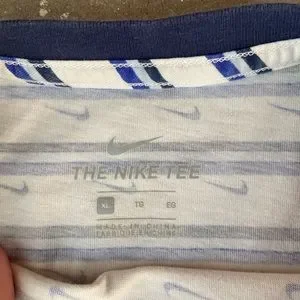 THE NIKE TEE
XL TG EG
MADE IN CHINA
FABRIQUÉ EN CHINE